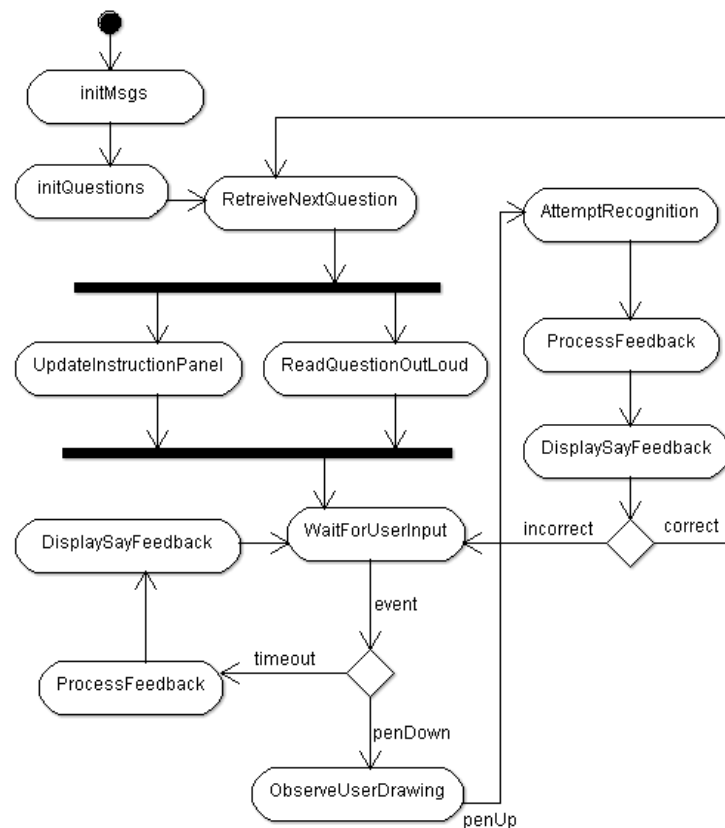 initMsgs
initQuestions
RetreiveNextQuestion
AttemptRecognition
UpdateInstructionPanel
ReadQuestionOutLoud
ProcessFeedback
DisplaySayFeedback
WaitForUserInput
DisplaySayFeedback
incorrect
correct
event
timeout
ProcessFeedback
penDown
ObserveUserDrawing
penUp